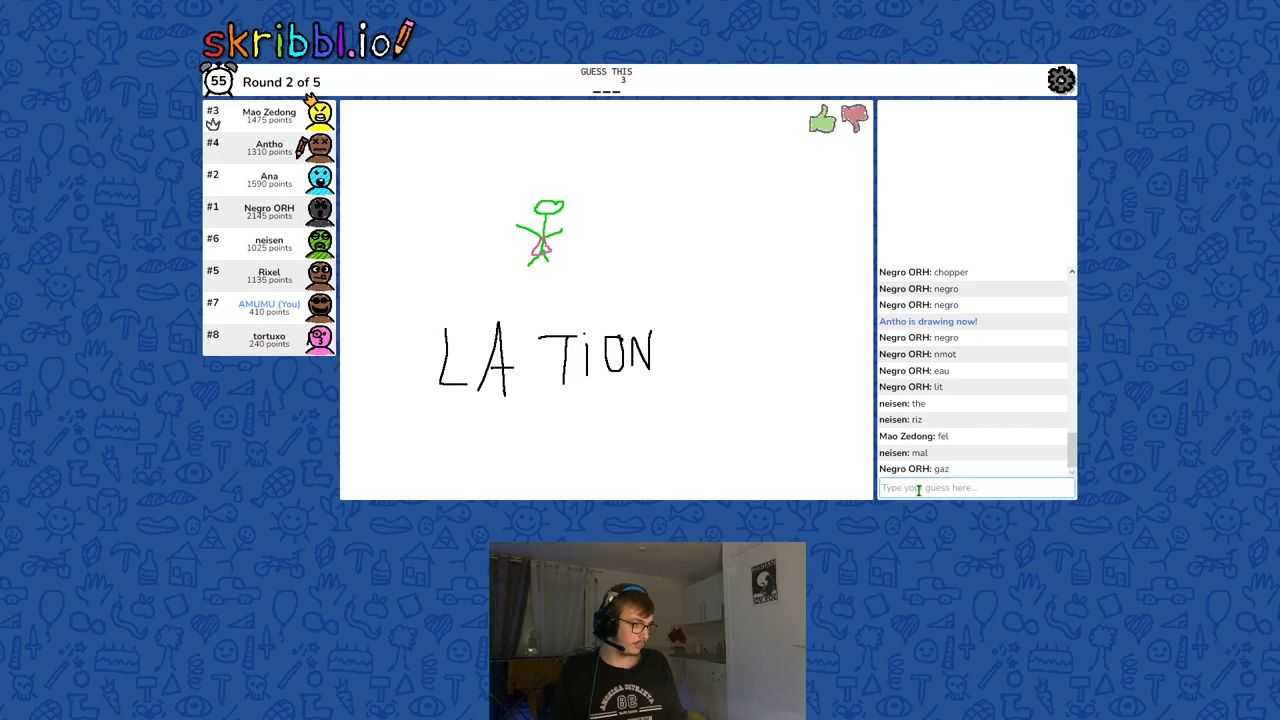 skribbl.io
55
Round 2 of 5
GUESS THIS
3
___
#3
Mao Zedong
1475 points
#4
Antho
1310 points
#2
Ana
1590 points
#1
Negro ORH
2145 points
#6
neisen
1025 points
#5
Rixel
1135 points
#7
AMUMU (You)
410 points
#8
tortuxo
240 points
LA TiON
Negro ORH: chopper
Negro ORH: negro
Negro ORH: negro
Antho is drawing now!
Negro ORH: negro
Negro ORH: nmot
Negro ORH: eau
Negro ORH: lit
neisen: the
neisen: riz
Mao Zedong: fel
neisen: mal
Negro ORH: gaz
Type your guess here...